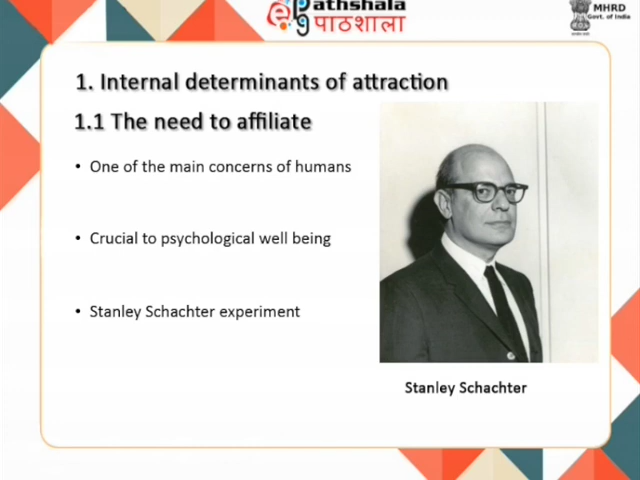 ePathshala
पाठशाला
MHRD
Govt. of India
1. Internal determinants of attraction
1.1 The need to affiliate
• One of the main concerns of humans
• Crucial to psychological well being
• Stanley Schachter experiment
Stanley Schachter